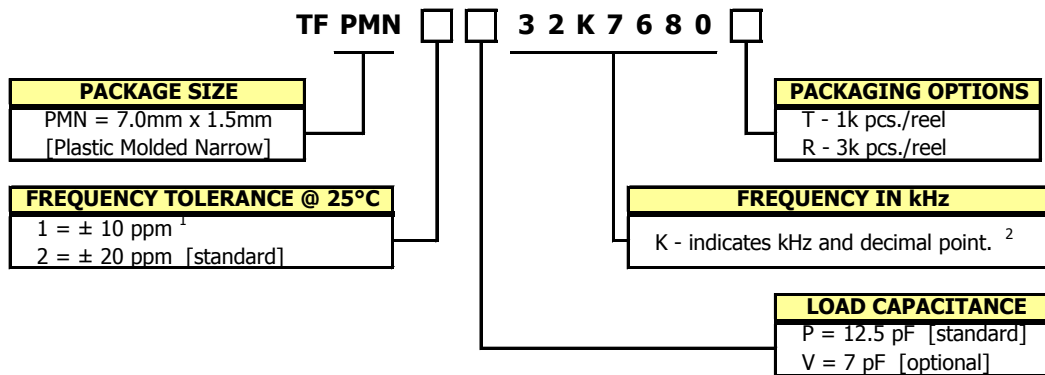 TF PMN 3 2 K 7 6 8 0
PACKAGE SIZE
PMN = 7.0mm x 1.5mm
[Plastic Molded Narrow]
PACKAGING OPTIONS
T - 1k pcs./reel
R - 3k pcs./reel
FREQUENCY TOLERANCE @ 25°C
1 = ± 10 ppm 1
2 = ± 20 ppm [standard]
FREQUENCY IN kHz
K - indicates kHz and decimal point. 2
LOAD CAPACITANCE
P = 12.5 pF [standard]
V = 7 pF [optional]